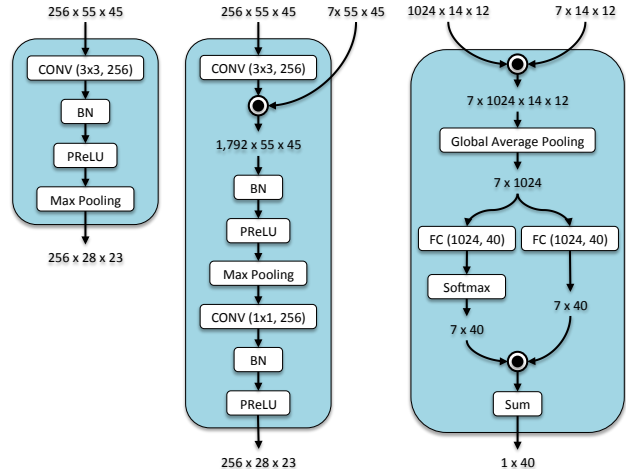 256 x 55 x 45
CONV (3x3, 256)
BN
PReLU
Max Pooling
256 x 28 x 23
256 x 55 x 45
7x 55 x 45
CONV (3x3, 256)
1,792 x 55 x 45
BN
PReLU
Max Pooling
CONV (1x1, 256)
BN
PReLU
256 x 28 x 23
1024 x 14 x 12
7 x 14 x 12
7 x 1024 x 14 x 12
Global Average Pooling
7 x 1024
FC (1024, 40)
FC (1024, 40)
Softmax
7 x 40
7 x 40
Sum
1 x 40